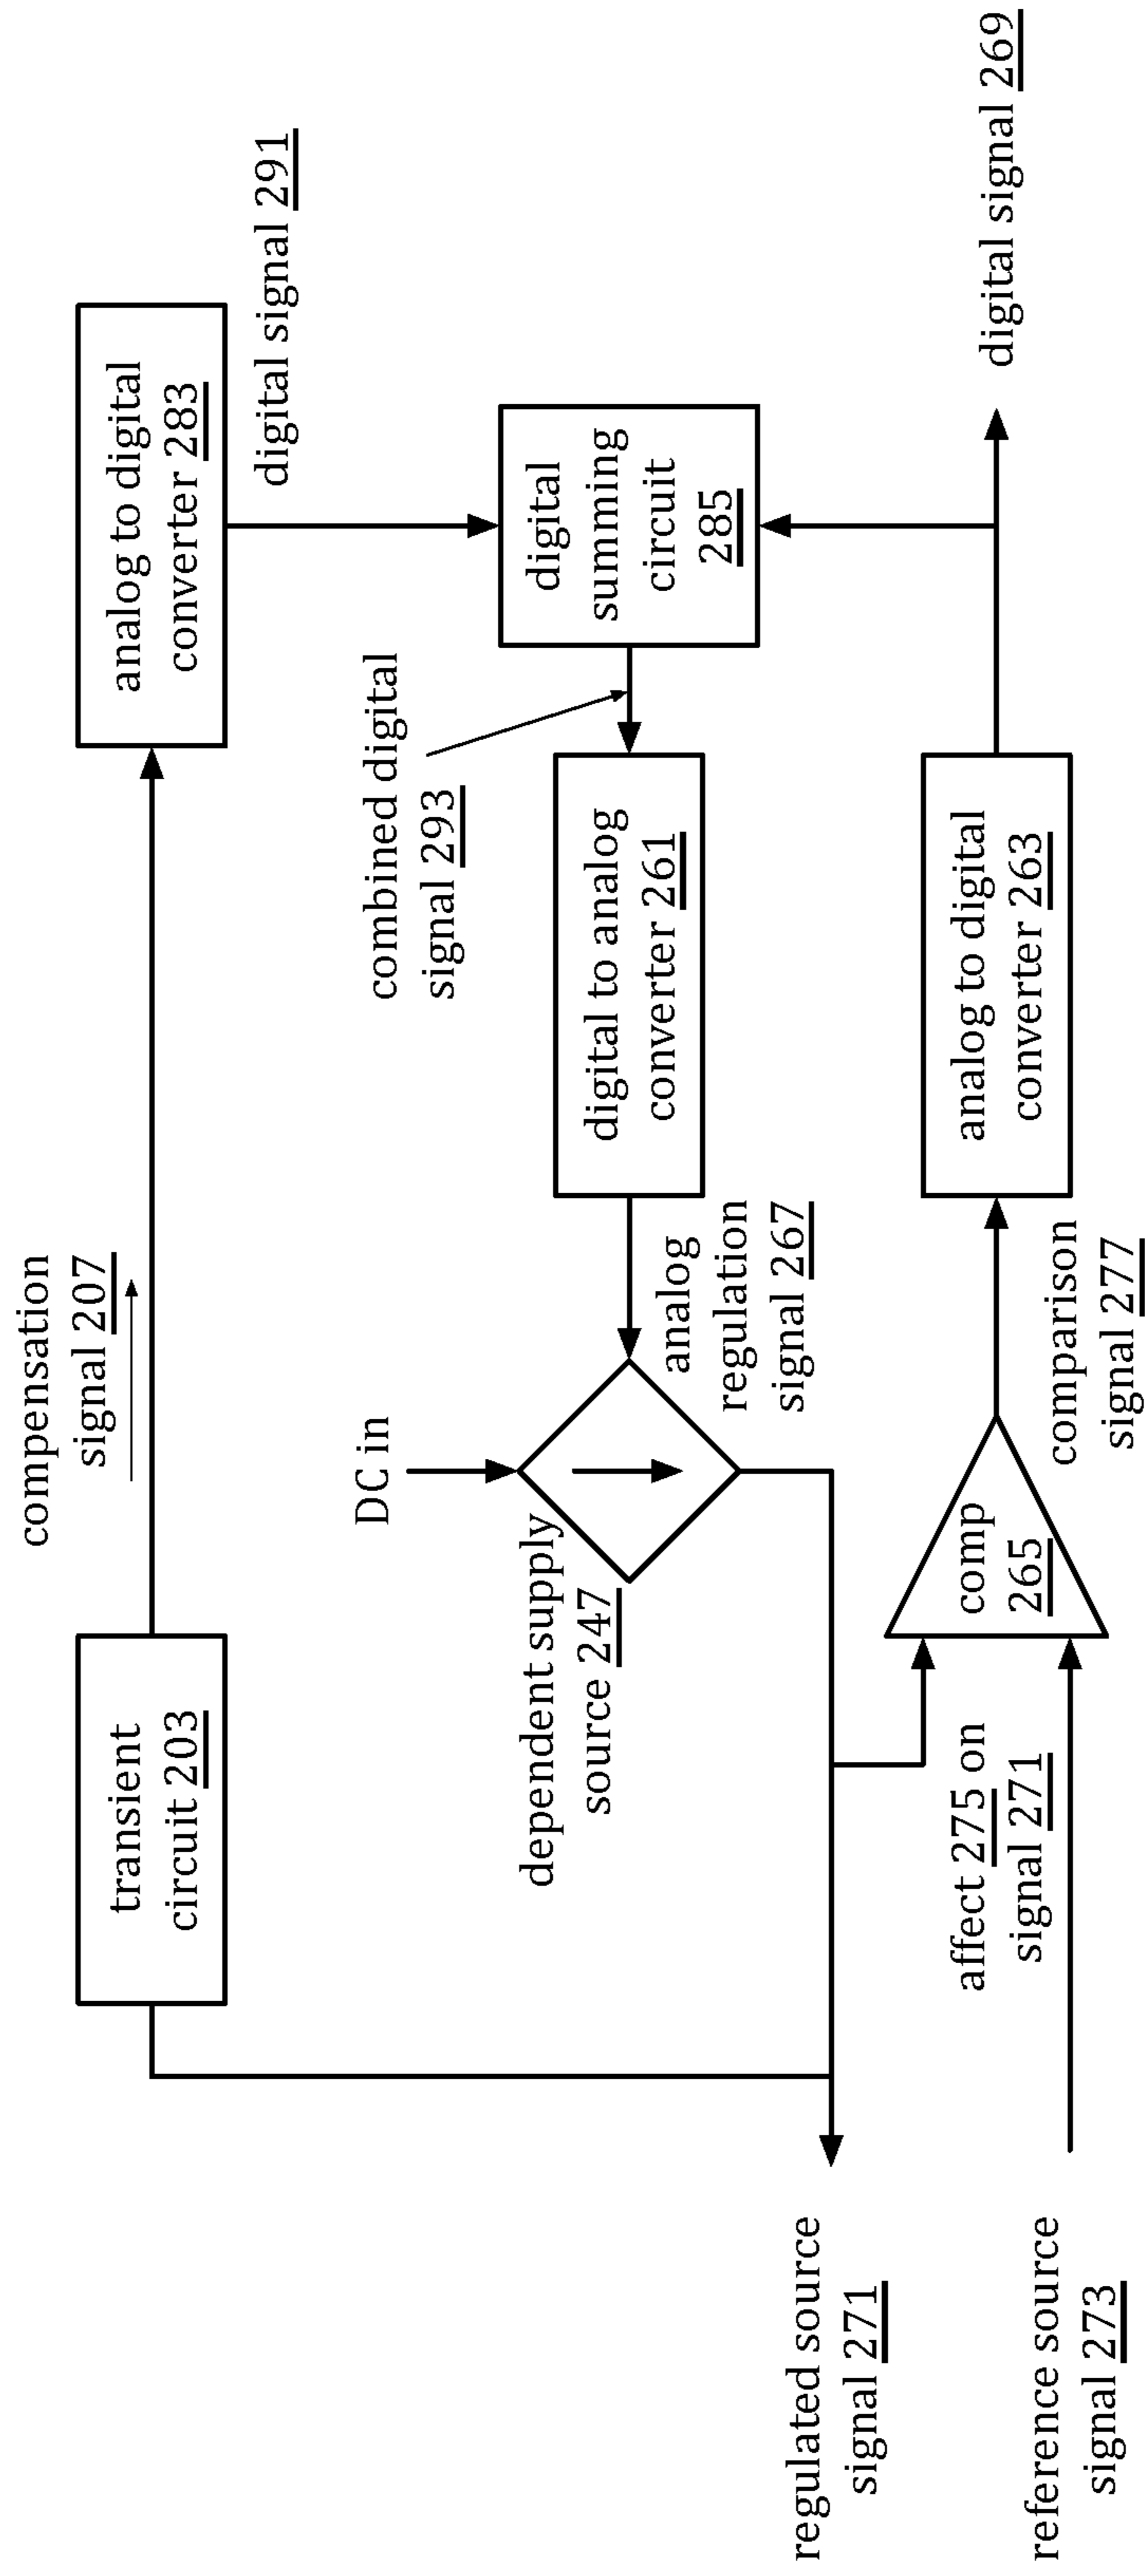 compensation
signal 207
transient
circuit 203
analog to digital
converter 283
digital signal 291
DC in
dependent supply
source 247
combined digital
signal 293
digital
summing
circuit
285
digital to analog
converter 261
analog
regulation
signal 267
regulated source
signal 271
affect 275 on
signal 271
comp
265
comparison
signal 277
analog to digital
converter 263
digital signal 269
reference source
signal 273